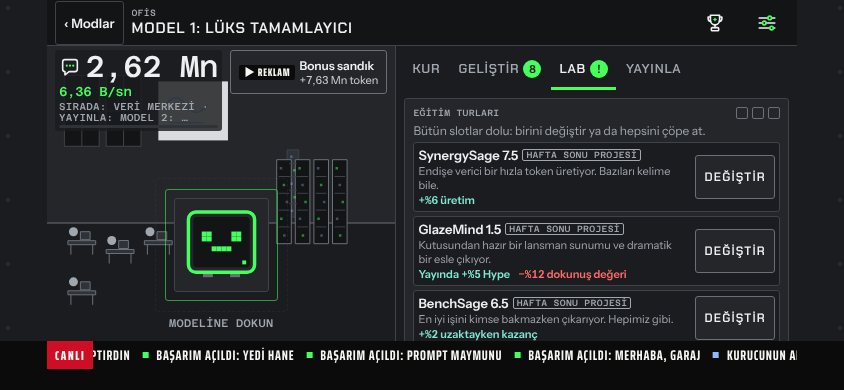 ‹ Modlar
OFİS
MODEL 1: LÜKS TAMAMLAYICI
2,62 Mn
6,36 B/sn
SIRADA: VERİ MERKEZİ ·
YAYINLA: MODEL 2: …
REKLAM
Bonus sandık
+7,63 Mn token
MODELİNE DOKUN
KUR GELİŞTİR 8 LAB ! YAYINLA
EĞİTİM TURLARI
Bütün slotlar dolu: birini değiştir ya da hepsini çöpe at.
SynergySage 7.5 HAFTA SONU PROJESİ
Endişe verici bir hızla token üretiyor. Bazıları kelime
bile.
+%6 üretim
DEĞİŞTİR
GlazeMind 1.5 HAFTA SONU PROJESİ
Kutusundan hazır bir lansman sunumu ve dramatik
bir esle çıkıyor.
Yayında +%5 Hype −%12 dokunuş değeri
DEĞİŞTİR
BenchSage 6.5 HAFTA SONU PROJESİ
En iyi işini kimse bakmazken çıkarıyor. Hepimiz gibi.
+%2 uzaktayken kazanç
DEĞİŞTİR
CANLI PTIRDIN BAŞARIM AÇILDI: YEDİ HANE BAŞARIM AÇILDI: PROMPT MAYMUNU BAŞARIM AÇILDI: MERHABA, GARAJ KURUCUNUN